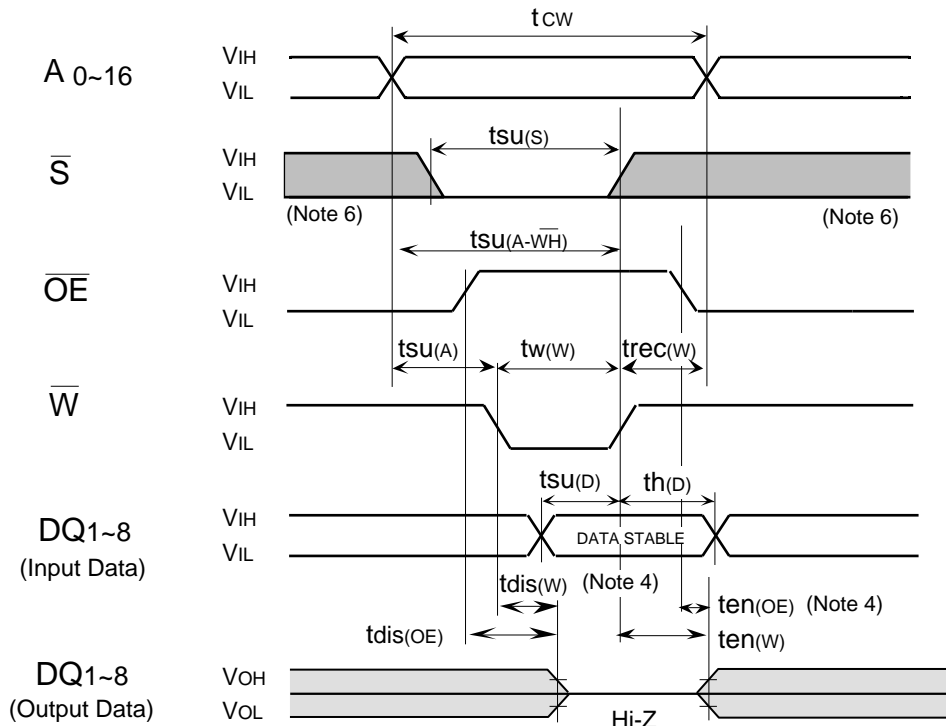 tCW
A 0~16
VIH
VIL
tsu(S)
S̅
VIH
VIL
(Note 6)
(Note 6)
tsu(A-W̅H̅)
O̅E̅
VIH
VIL
tsu(A)
tw(W)
trec(W)
W̅
VIH
VIL
tsu(D)
th(D)
DQ1~8
(Input Data)
VIH
VIL
DATA STABLE
(Note 4)
tdis(W)
ten(OE) (Note 4)
tdis(OE)
ten(W)
DQ1~8
(Output Data)
VOH
VOL
Hi-Z